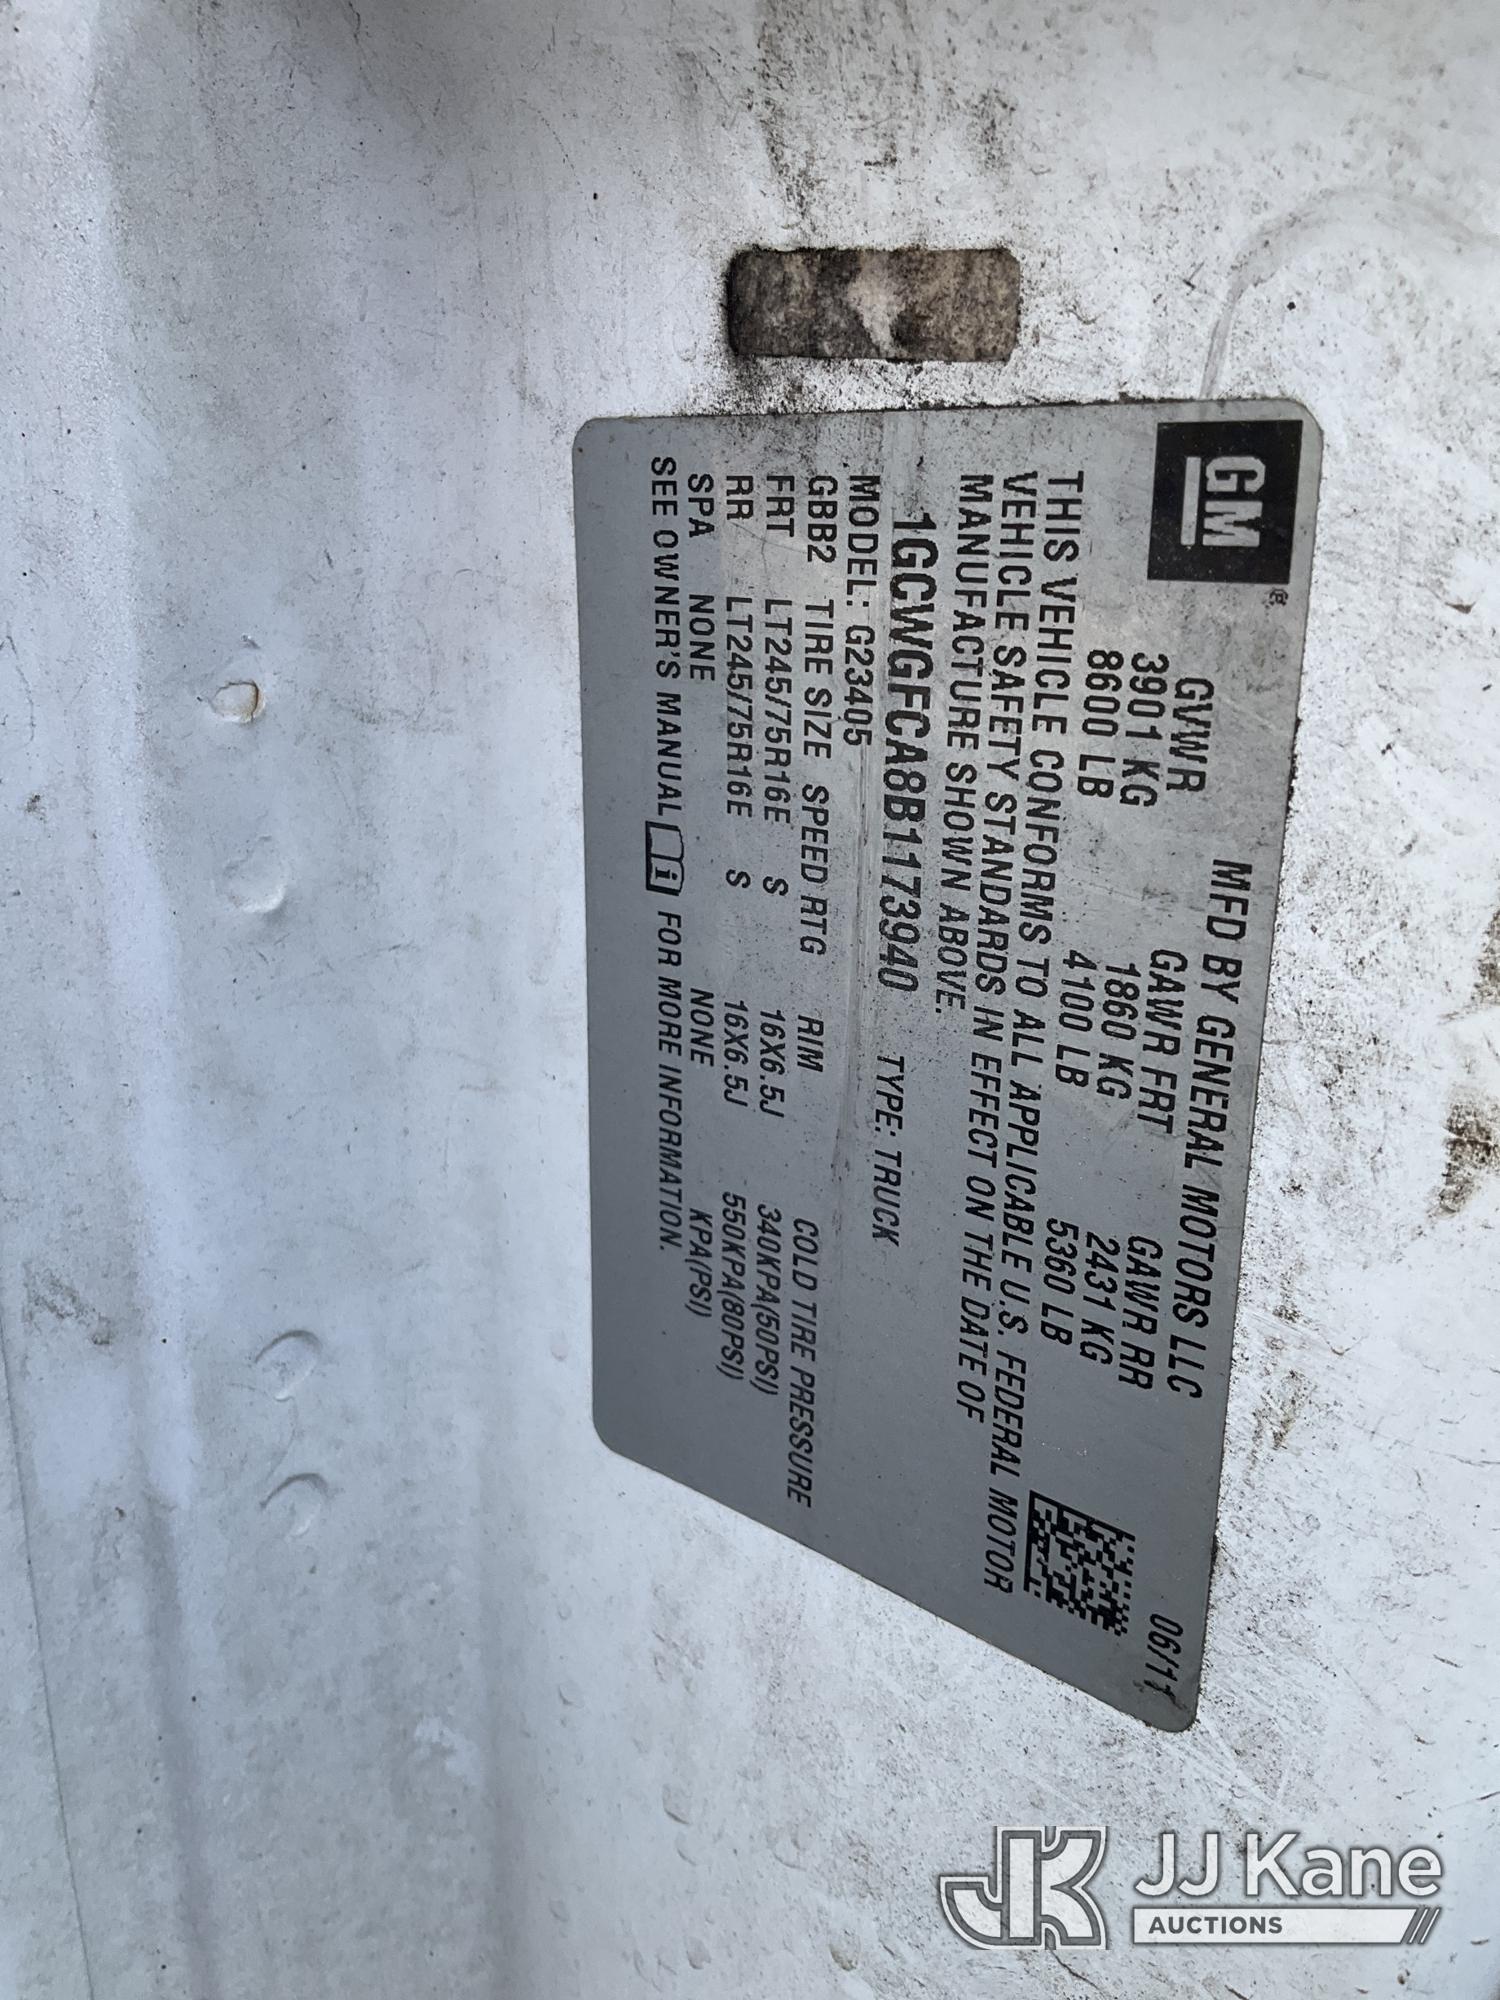 GM
MFD BY GENERAL MOTORS LLC 06/11
GVWR GAWR FRT GAWR RR
3901 KG 1860 KG 2431 KG
8600 LB 4100 LB 5360 LB
THIS VEHICLE CONFORMS TO ALL APPLICABLE U.S. FEDERAL MOTOR
VEHICLE SAFETY STANDARDS IN EFFECT ON THE DATE OF
MANUFACTURE SHOWN ABOVE.
1GCWGFCA8B1173940 TYPE: TRUCK
MODEL: G23405
GBB2 TIRE SIZE SPEED RTG RIM COLD TIRE PRESSURE
FRT LT245/75R16E S 16X6.5J 340KPA(50PSI)
RR LT245/75R16E S 16X6.5J 550KPA(80PSI)
SPA NONE NONE KPA(PSI)
SEE OWNER'S MANUAL i FOR MORE INFORMATION.
JK JJ Kane
AUCTIONS